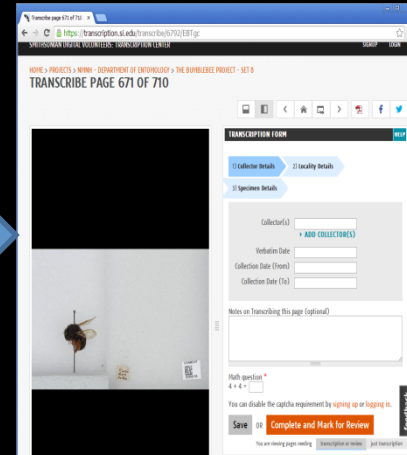 Transcribe page 671 of 710
https://transcription.si.edu/transcribe/6792/EBTgc
SMITHSONIAN DIGITAL VOLUNTEERS: TRANSCRIPTION CENTER
SIGNUP LOGIN
HOME > PROJECTS > NMNH - DEPARTMENT OF ENTOMOLOGY > THE BUMBLEBEE PROJECT - SET 8
TRANSCRIBE PAGE 671 OF 710
TRANSCRIPTION FORM
HELP
1) Collector Details
2) Locality Details
3) Specimen Details
Collector(s)
+ ADD COLLECTOR(S)
Verbatim Date
Collection Date (From)
Collection Date (To)
Notes on Transcribing this page (optional)
Math question *
4 + 4 =
You can disable the captcha requirement by signing up or logging in.
Save OR Complete and Mark for Review
Feedback
You are viewing pages needing transcription or review just transcription